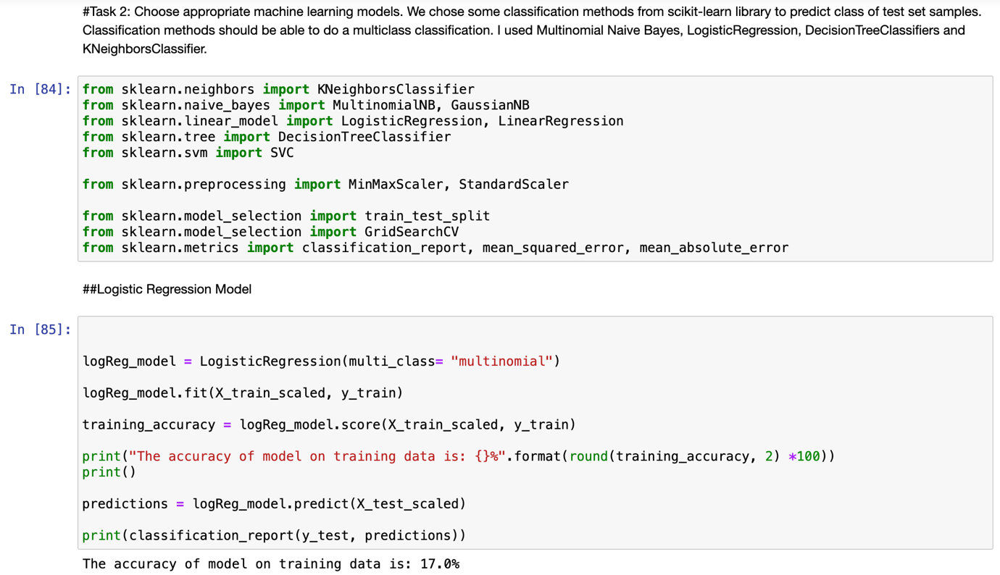 #Task 2: Choose appropriate machine learning models. We chose some classification methods from scikit-learn library to predict class of test set samples.
Classification methods should be able to do a multiclass classification. I used Multinomial Naive Bayes, LogisticRegression, DecisionTreeClassifiers and
KNeighborsClassifier.
In [84]:
from sklearn.neighbors import KNeighborsClassifier
from sklearn.naive_bayes import MultinomialNB, GaussianNB
from sklearn.linear_model import LogisticRegression, LinearRegression
from sklearn.tree import DecisionTreeClassifier
from sklearn.svm import SVC
from sklearn.preprocessing import MinMaxScaler, StandardScaler
from sklearn.model_selection import train_test_split
from sklearn.model_selection import GridSearchCV
from sklearn.metrics import classification_report, mean_squared_error, mean_absolute_error
##Logistic Regression Model
In [85]:
logReg_model = LogisticRegression(multi_class= "multinomial")
logReg_model.fit(X_train_scaled, y_train)
training_accuracy = logReg_model.score(X_train_scaled, y_train)
print("The accuracy of model on training data is: {}%".format(round(training_accuracy, 2) *100))
print()
predictions = logReg_model.predict(X_test_scaled)
print(classification_report(y_test, predictions))
The accuracy of model on training data is: 17.0%